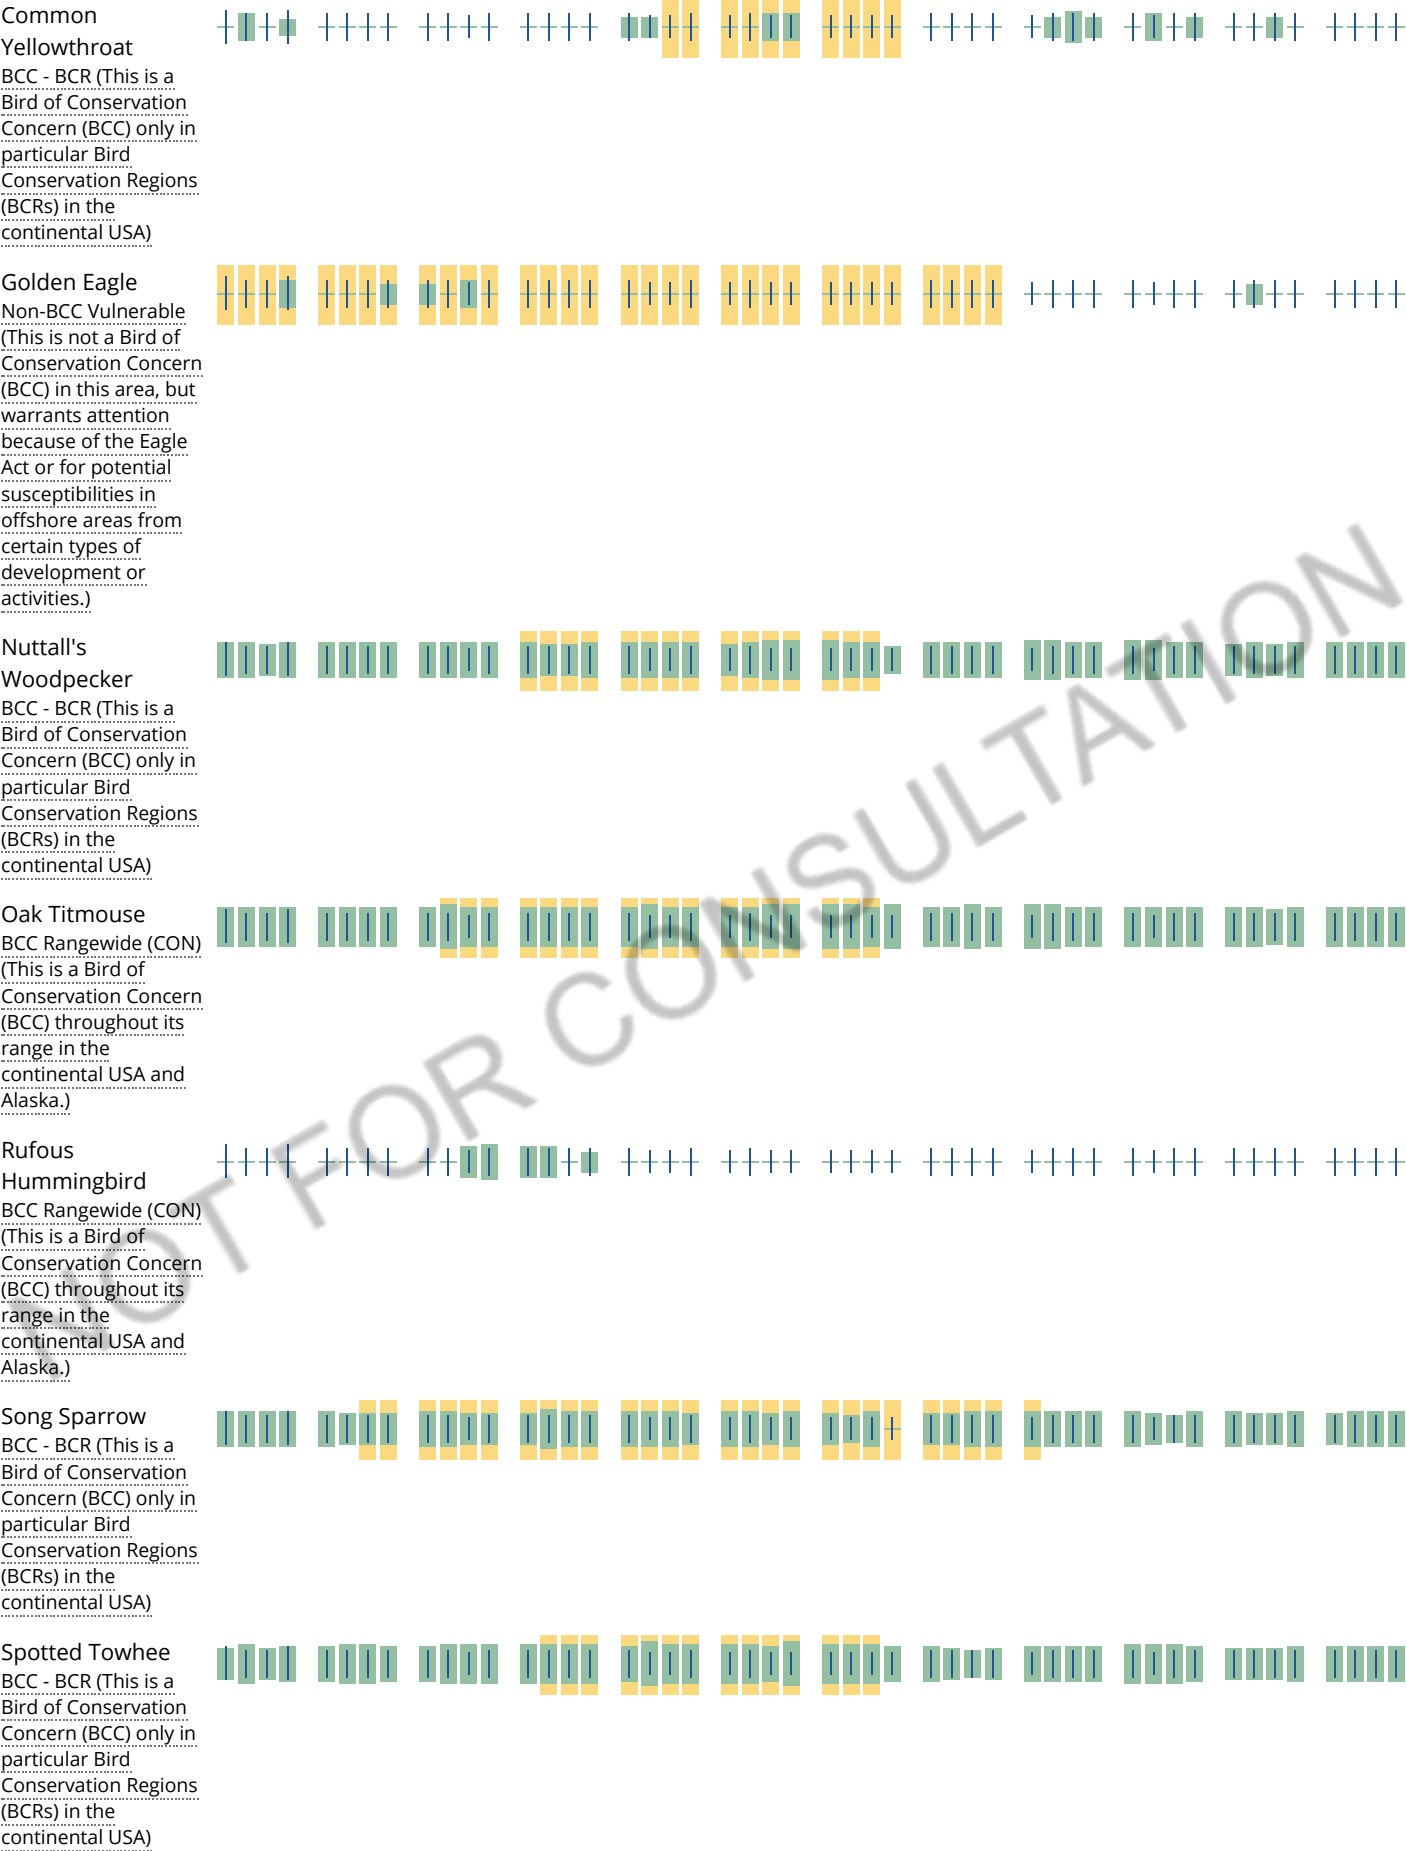 Common
Yellowthroat
BCC - BCR (This is a
Bird of Conservation
Concern (BCC) only in
particular Bird
Conservation Regions
(BCRs) in the
continental USA)
Golden Eagle
Non-BCC Vulnerable
(This is not a Bird of
Conservation Concern
(BCC) in this area, but
warrants attention
because of the Eagle
Act or for potential
susceptibilities in
offshore areas from
certain types of
development or
activities.)
Nuttall's
Woodpecker
BCC - BCR (This is a
Bird of Conservation
Concern (BCC) only in
particular Bird
Conservation Regions
(BCRs) in the
continental USA)
Oak Titmouse
BCC Rangewide (CON)
(This is a Bird of
Conservation Concern
(BCC) throughout its
range in the
continental USA and
Alaska.)
Rufous
Hummingbird
BCC Rangewide (CON)
(This is a Bird of
Conservation Concern
(BCC) throughout its
range in the
continental USA and
Alaska.)
Song Sparrow
BCC - BCR (This is a
Bird of Conservation
Concern (BCC) only in
particular Bird
Conservation Regions
(BCRs) in the
continental USA)
Spotted Towhee
BCC - BCR (This is a
Bird of Conservation
Concern (BCC) only in
particular Bird
Conservation Regions
(BCRs) in the
continental USA)
NOT FOR CONSULTATION